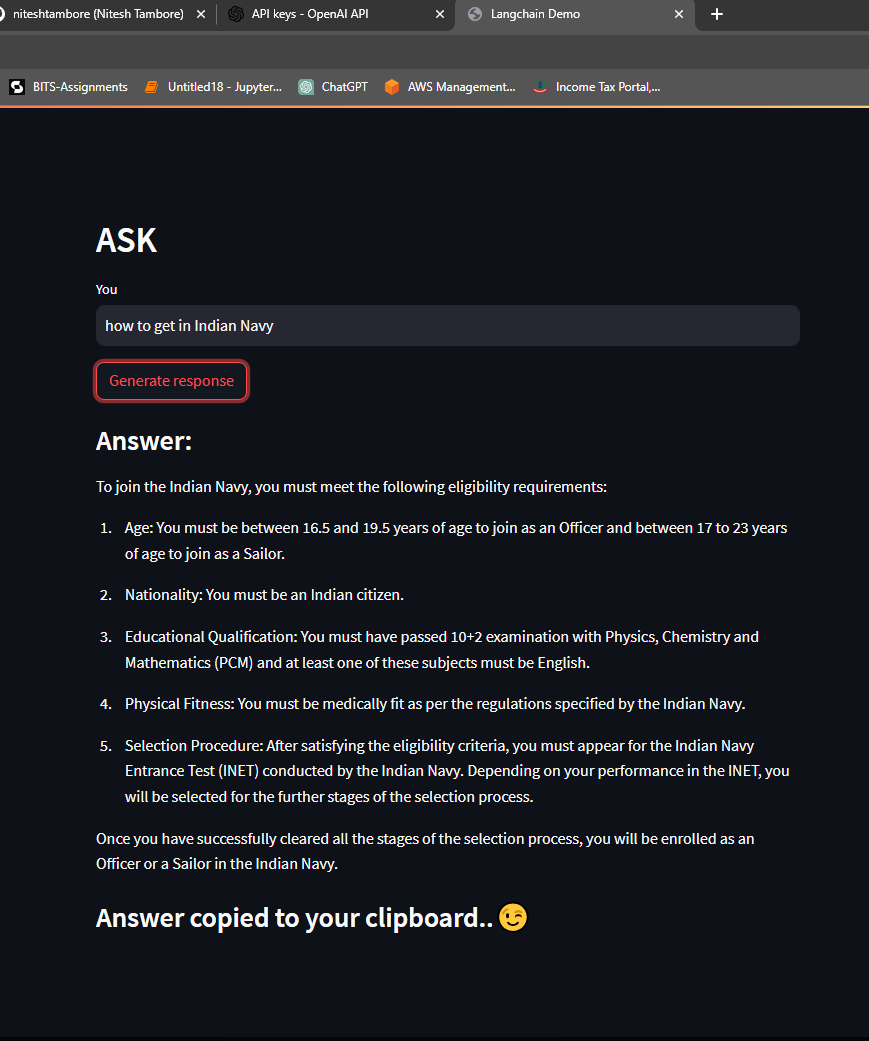 niteshtambore (Nitesh Tambore)
API keys - OpenAI API
Langchain Demo
BITS-Assignments
Untitled18 - Jupyter...
ChatGPT
AWS Management...
Income Tax Portal,...
ASK
You
how to get in Indian Navy
Generate response
Answer:
To join the Indian Navy, you must meet the following eligibility requirements:
1. Age: You must be between 16.5 and 19.5 years of age to join as an Officer and between 17 to 23 years
of age to join as a Sailor.
2. Nationality: You must be an Indian citizen.
3. Educational Qualification: You must have passed 10+2 examination with Physics, Chemistry and
Mathematics (PCM) and at least one of these subjects must be English.
4. Physical Fitness: You must be medically fit as per the regulations specified by the Indian Navy.
5. Selection Procedure: After satisfying the eligibility criteria, you must appear for the Indian Navy
Entrance Test (INET) conducted by the Indian Navy. Depending on your performance in the INET, you
will be selected for the further stages of the selection process.
Once you have successfully cleared all the stages of the selection process, you will be enrolled as an
Officer or a Sailor in the Indian Navy.
Answer copied to your clipboard.. 😉